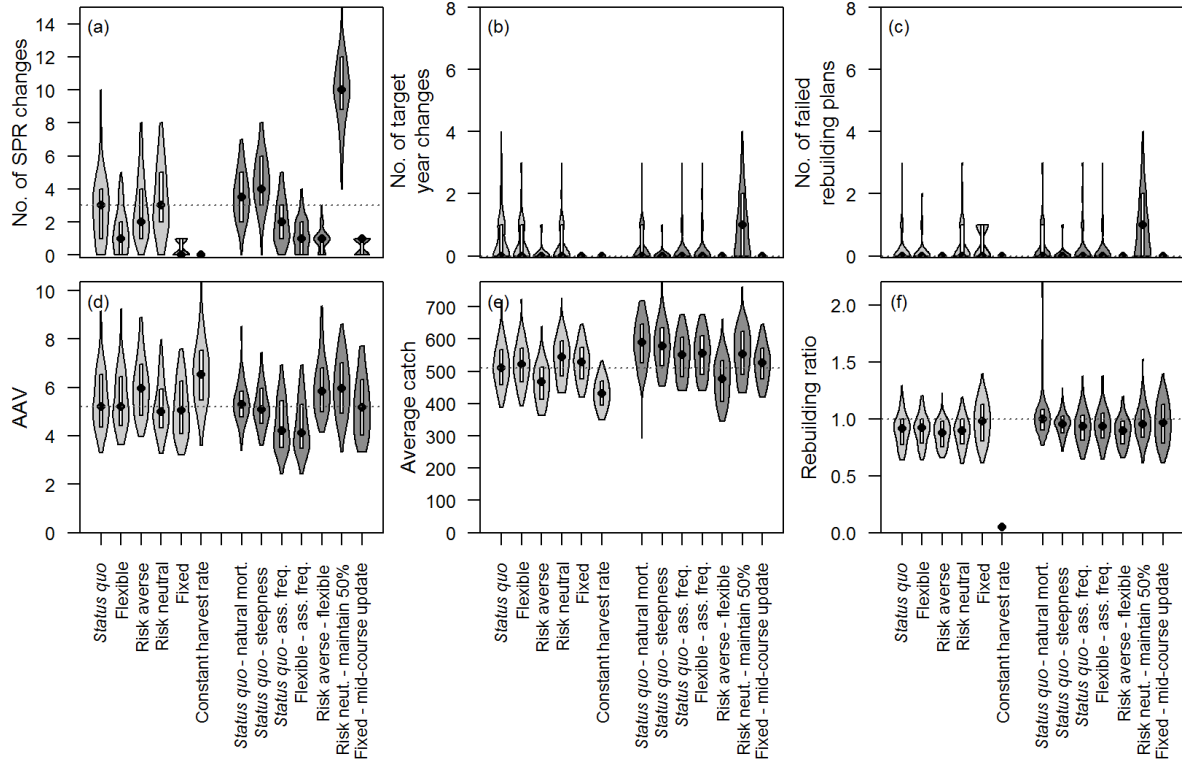 (a)
No. of SPR changes
14
12
10
8
6
4
2
0
(b)
No. of target
year changes
8
6
4
2
0
(c)
No. of failed
rebuilding plans
8
6
4
2
0
(d)
AAV
10
8
6
4
2
0
(e)
Average catch
700
600
500
400
300
200
100
0
(f)
Rebuilding ratio
2.0
1.5
1.0
0.5
0.0
Status quo
Flexible
Risk averse
Risk neutral
Fixed
Constant harvest rate
Status quo - natural mort.
Status quo - steepness
Status quo - ass. freq.
Flexible - ass. freq.
Risk averse - flexible
Risk neut. - maintain 50%
Fixed - mid-course update
Status quo
Flexible
Risk averse
Risk neutral
Fixed
Constant harvest rate
Status quo - natural mort.
Status quo - steepness
Status quo - ass. freq.
Flexible - ass. freq.
Risk averse - flexible
Risk neut. - maintain 50%
Fixed - mid-course update
Status quo
Flexible
Risk averse
Risk neutral
Fixed
Constant harvest rate
Status quo - natural mort.
Status quo - steepness
Status quo - ass. freq.
Flexible - ass. freq.
Risk averse - flexible
Risk neut. - maintain 50%
Fixed - mid-course update